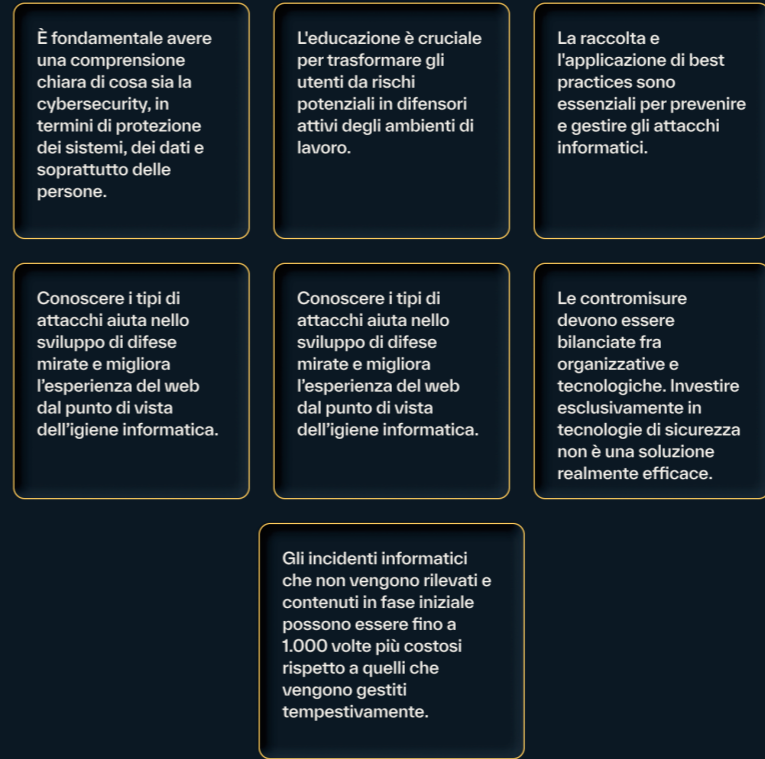 È fondamentale avere
una comprensione
chiara di cosa sia la
cybersecurity, in
termini di protezione
dei sistemi, dei dati e
soprattutto delle
persone.
L'educazione è cruciale
per trasformare gli
utenti da rischi
potenziali in difensori
attivi degli ambienti di
lavoro.
La raccolta e
l'applicazione di best
practices sono
essenziali per prevenire
e gestire gli attacchi
informatici.
Conoscere i tipi di
attacchi aiuta nello
sviluppo di difese
mirate e migliora
l’esperienza del web
dal punto di vista
dell’igiene informatica.
Conoscere i tipi di
attacchi aiuta nello
sviluppo di difese
mirate e migliora
l’esperienza del web
dal punto di vista
dell’igiene informatica.
Le contromisure
devono essere
bilanciate fra
organizzative e
tecnologiche. Investire
esclusivamente in
tecnologie di sicurezza
non è una soluzione
realmente efficace.
Gli incidenti informatici
che non vengono rilevati e
contenuti in fase iniziale
possono essere fino a
1.000 volte più costosi
rispetto a quelli che
vengono gestiti
tempestivamente.